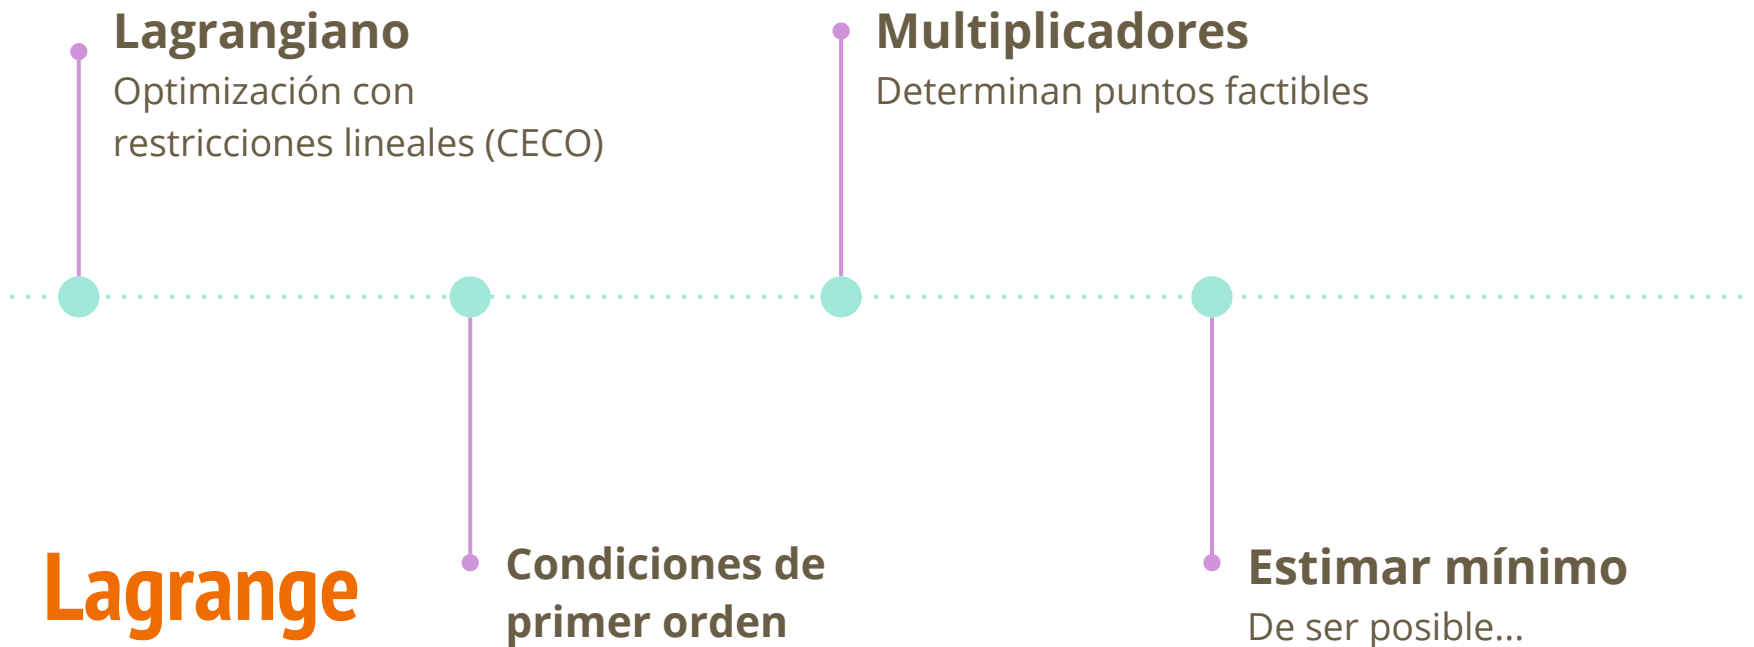 Lagrangiano
Optimización con
restricciones lineales (CECO)
Multiplicadores
Determinan puntos factibles
Lagrange
Condiciones de
primer orden
Estimar mínimo
De ser posible...